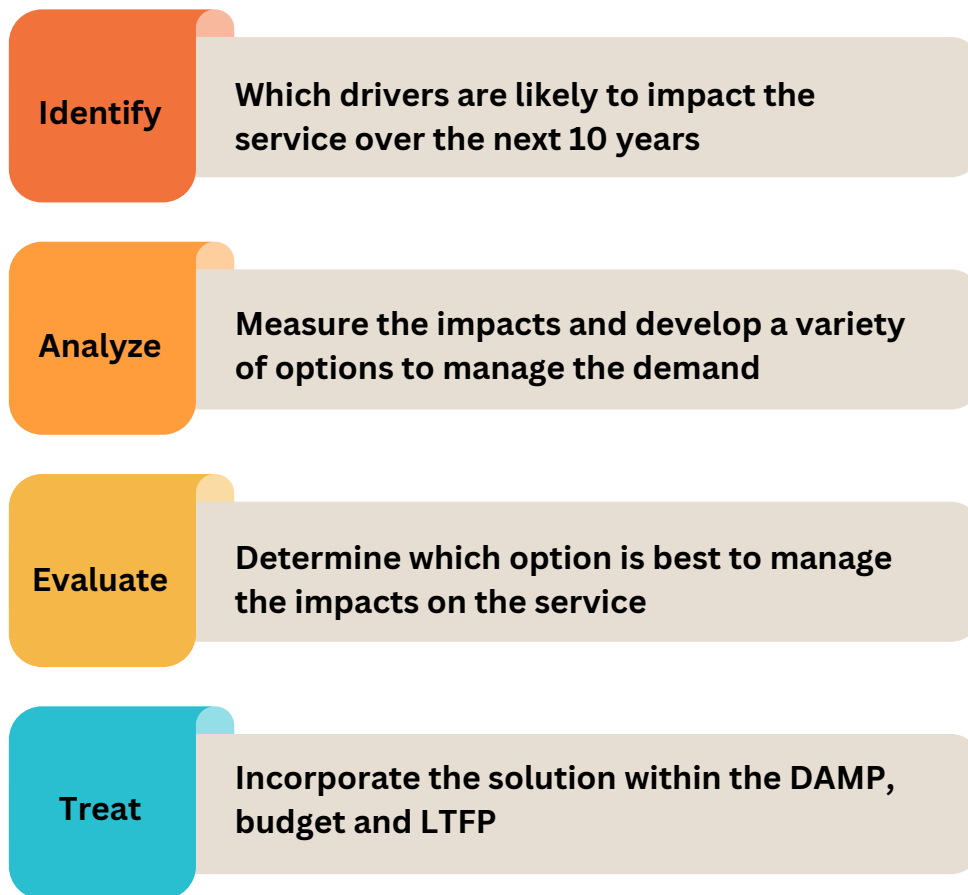 Identify
Which drivers are likely to impact the
service over the next 10 years
Analyze
Measure the impacts and develop a variety
of options to manage the demand
Evaluate
Determine which option is best to manage
the impacts on the service
Treat
Incorporate the solution within the DAMP,
budget and LTFP